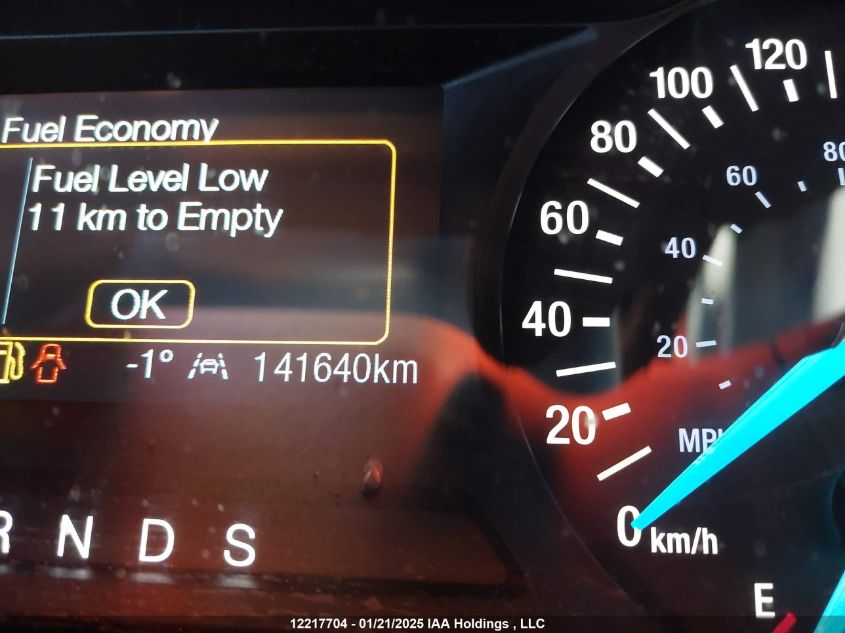 Fuel Economy
Fuel Level Low
11 km to Empty
OK
-1° 141640km
R N D S
120
100
80
60
40
20
0 km/h
80
60
40
20
MPH
E
12217704 - 01/21/2025 IAA Holdings , LLC